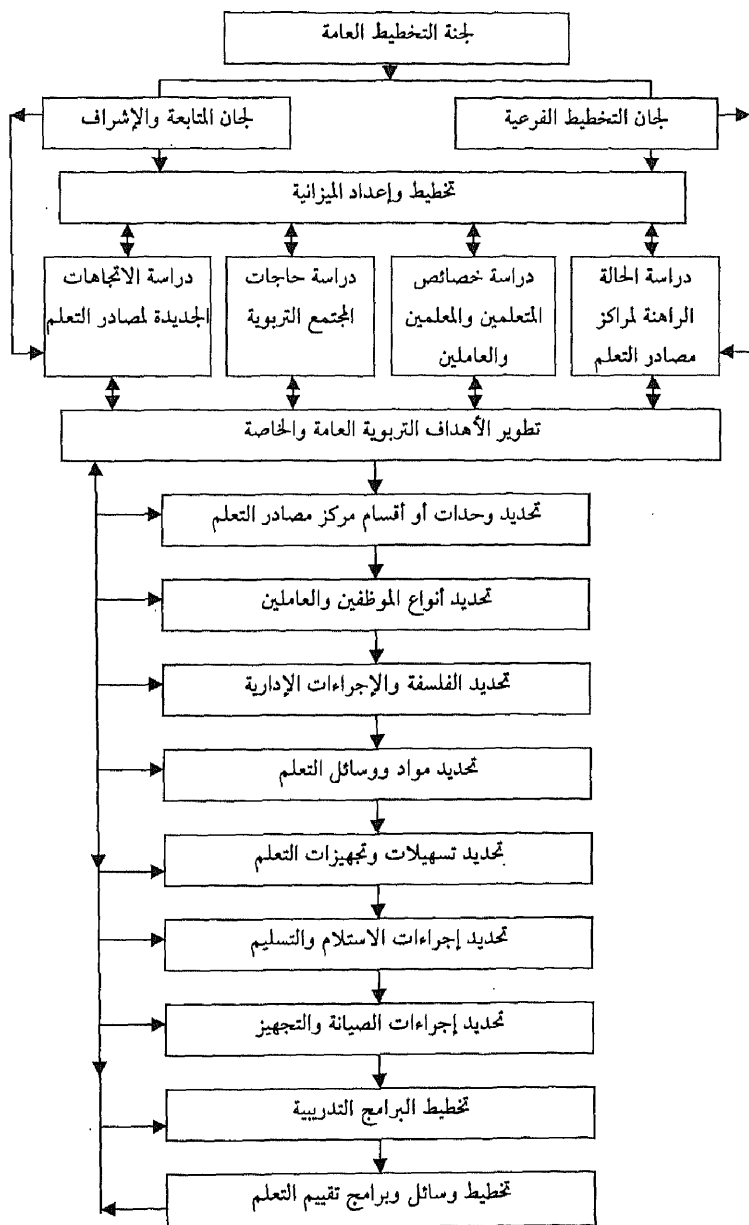 لجنة التخطيط العامة
لجان التخطيط الفرعية
لجان المتابعة والإشراف
تخطيط وإعداد الميزانية
دراسة الحالة
الراهنة لمراكز
مصادر التعلم
دراسة خصائص
المتعلمين والمعلمين
والعاملين
دراسة حاجات
المجتمع التربوية
دراسة الاتجاهات
الجديدة لمصادر التعلم
تطوير الأهداف التربوية العامة والخاصة
تحديد وحدات أو أقسام مركز مصادر التعلم
تحديد أنواع الموظفين والعاملين
تحديد الفلسفة والإجراءات الإدارية
تحديد مواد ووسائل التعلم
تحديد تسهيلات وتجهيزات التعلم
تحديد إجراءات الاستلام والتسليم
تحديد إجراءات الصيانة والتجهيز
تخطيط البرامج التدريبية
تخطيط وسائل وبرامج تقييم التعلم